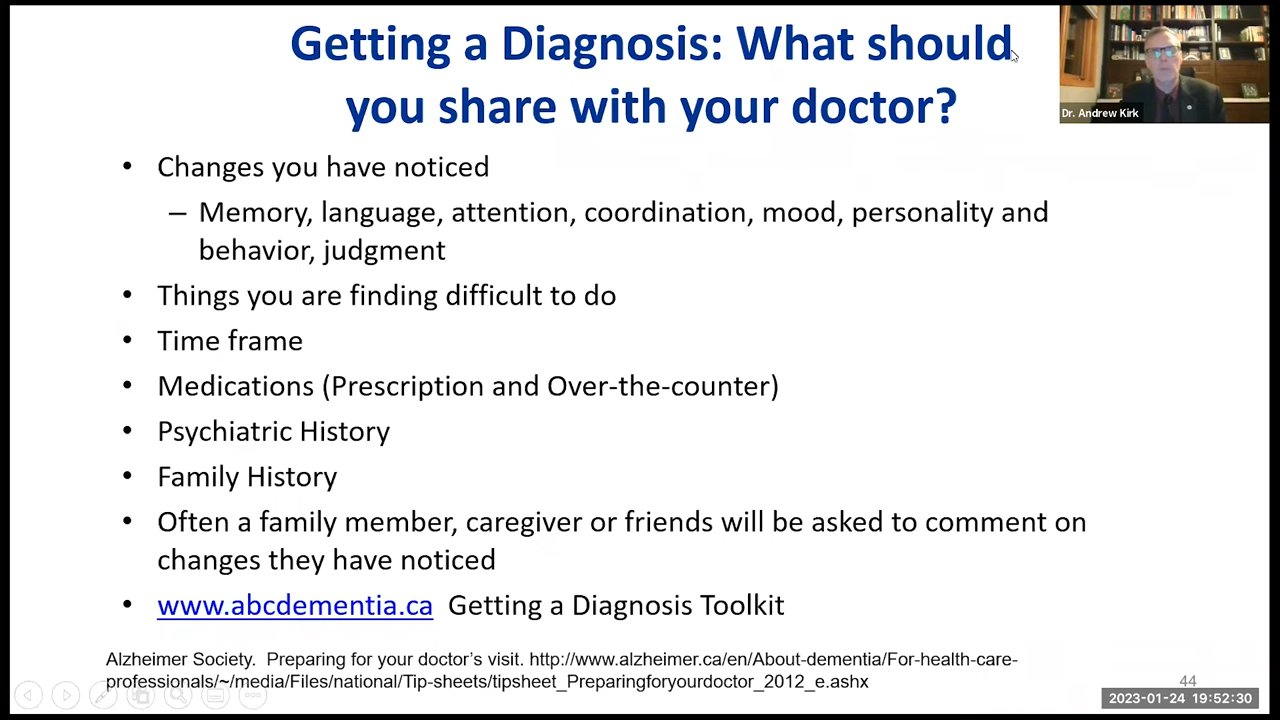 Getting a Diagnosis: What should
you share with your doctor?
Dr. Andrew Kirk
• Changes you have noticed
– Memory, language, attention, coordination, mood, personality and
behavior, judgment
• Things you are finding difficult to do
• Time frame
• Medications (Prescription and Over-the-counter)
• Psychiatric History
• Family History
• Often a family member, caregiver or friends will be asked to comment on
changes they have noticed
• www.abcdementia.ca Getting a Diagnosis Toolkit
Alzheimer Society. Preparing for your doctor’s visit. http://www.alzheimer.ca/en/About-dementia/For-health-care-
professionals/~/media/Files/national/Tip-sheets/tipsheet_Preparingforyourdoctor_2012_e.ashx
44
2023-01-24 19:52:30